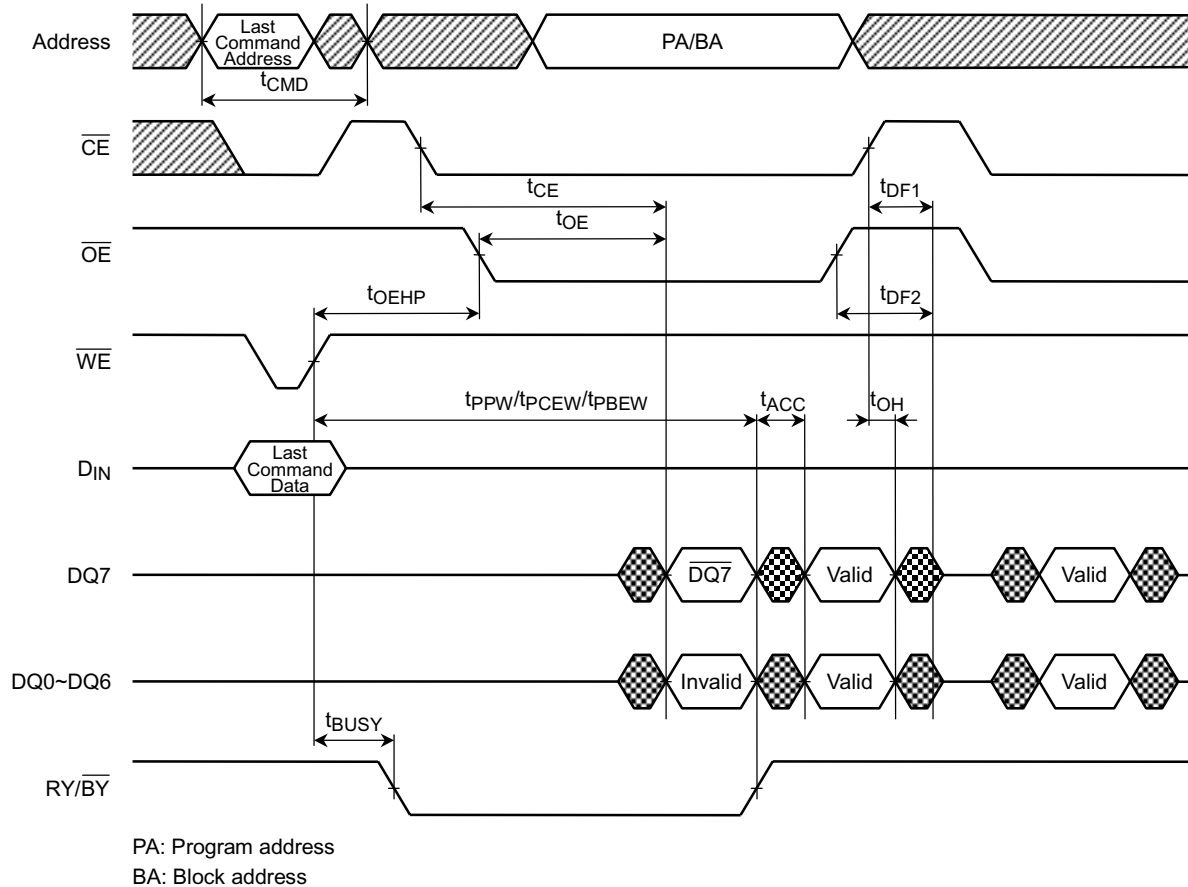 Address
Last
Command
Address
PA/BA
tCMD
CE
tCE
tDF1
OE
tOE
tOEHP
tDF2
WE
tPPW/tPCEW/tPBEW
tACC
tOH
DIN
Last
Command
Data
DQ7
DQ7
Valid
Valid
DQ0~DQ6
Invalid
Valid
Valid
tBUSY
RY/BY
PA: Program address
BA: Block address